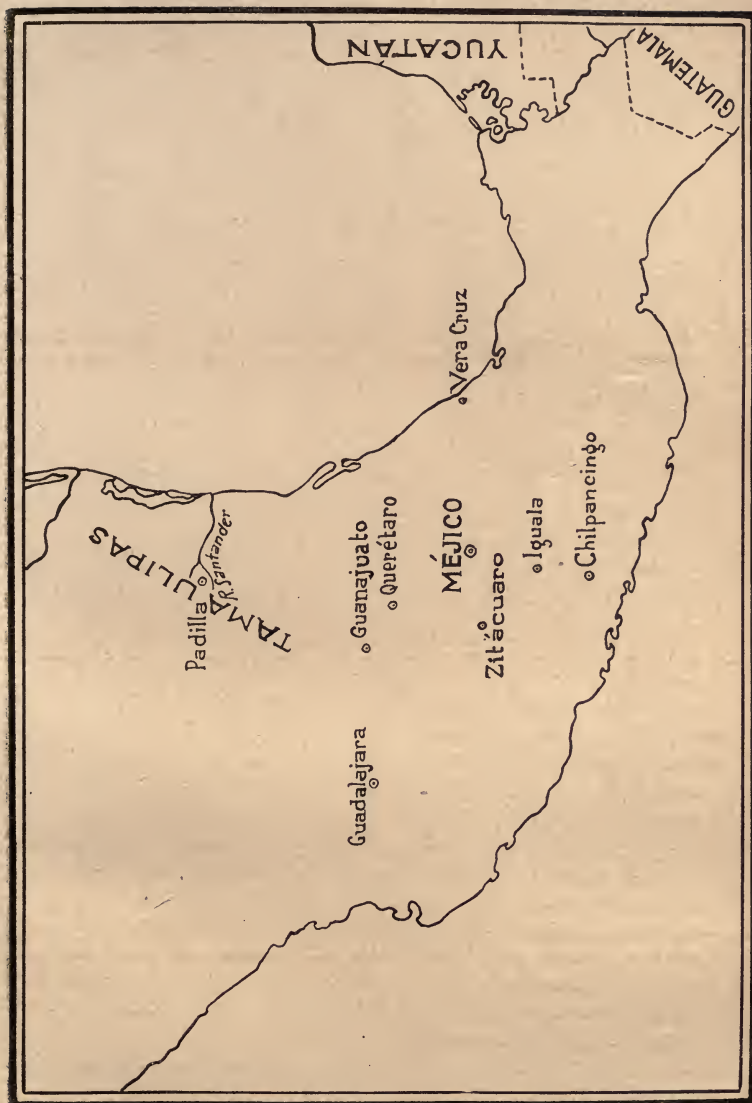 YUCATAN
GUATEMALA
TAMAULIPAS
R. Santander
Padilla
Guanajuato
Querétaro
Guadalajara
Vera Cruz
MÉJICO
Zitácuaro
Iguala
Chilpancingo